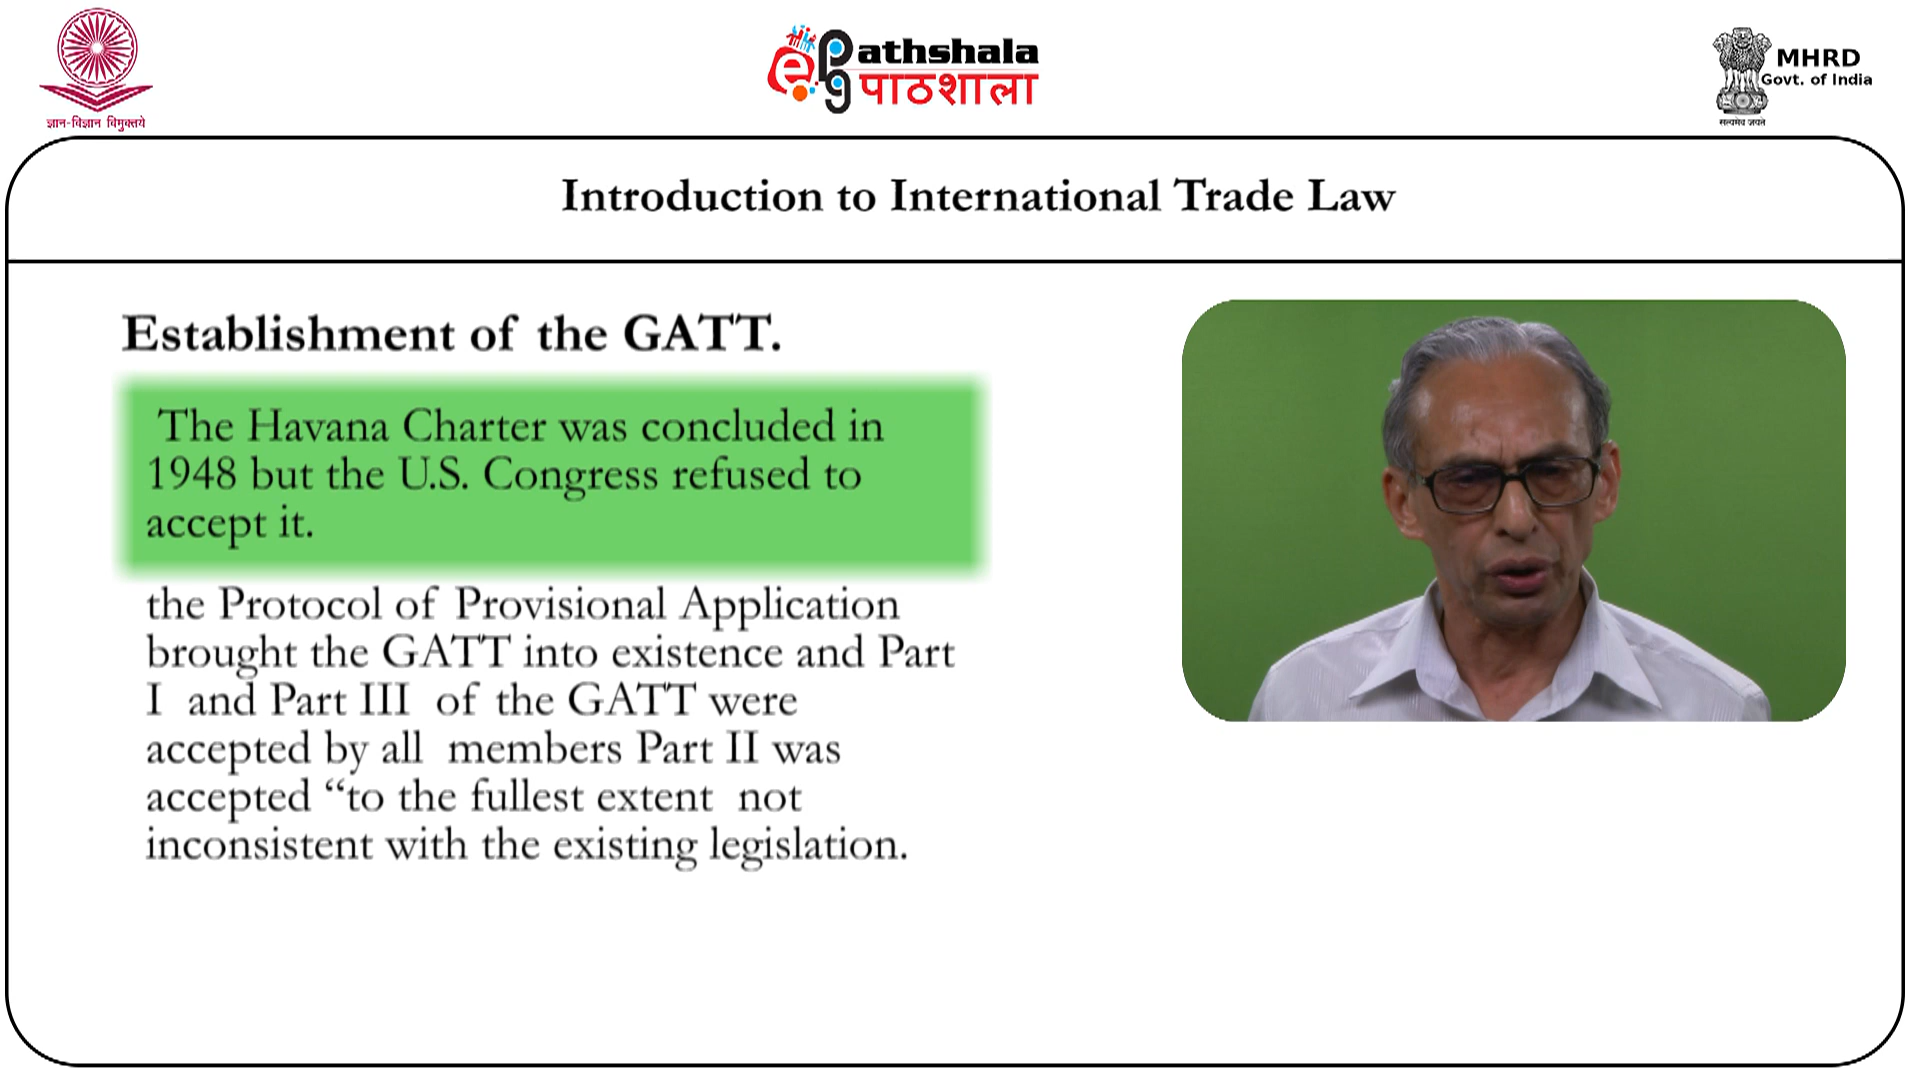 ज्ञान-विज्ञान विमुक्तये
ePathshala
पाठशाला
MHRD
Govt. of India
सत्यमेव जयते
Introduction to International Trade Law
Establishment of the GATT.
The Havana Charter was concluded in
1948 but the U.S. Congress refused to
accept it.
the Protocol of Provisional Application
brought the GATT into existence and Part
I and Part III of the GATT were
accepted by all members Part II was
accepted “to the fullest extent not
inconsistent with the existing legislation.